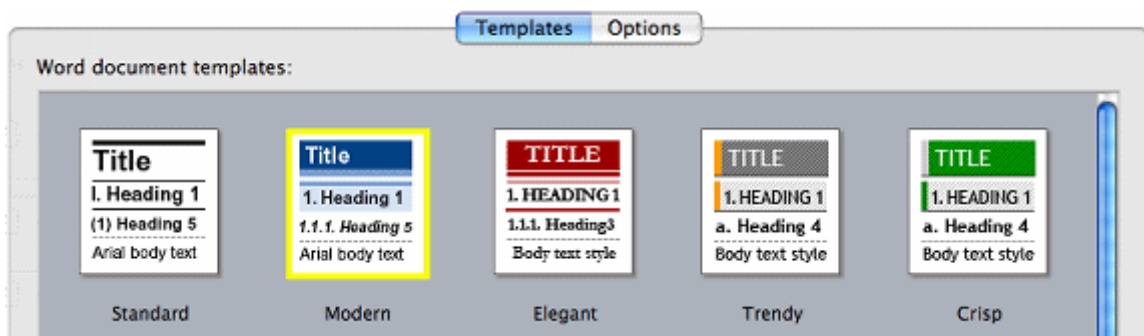 Templates Options
Word document templates:
Title
I. Heading 1
(1) Heading 5
Arial body text
Standard
Title
1. Heading 1
1.1.1. Heading 5
Arial body text
Modern
TITLE
1. HEADING 1
1.1.1. Heading3
Body text style
Elegant
TITLE
1. HEADING 1
a. Heading 4
Body text style
Trendy
TITLE
1. HEADING 1
a. Heading 4
Body text style
Crisp